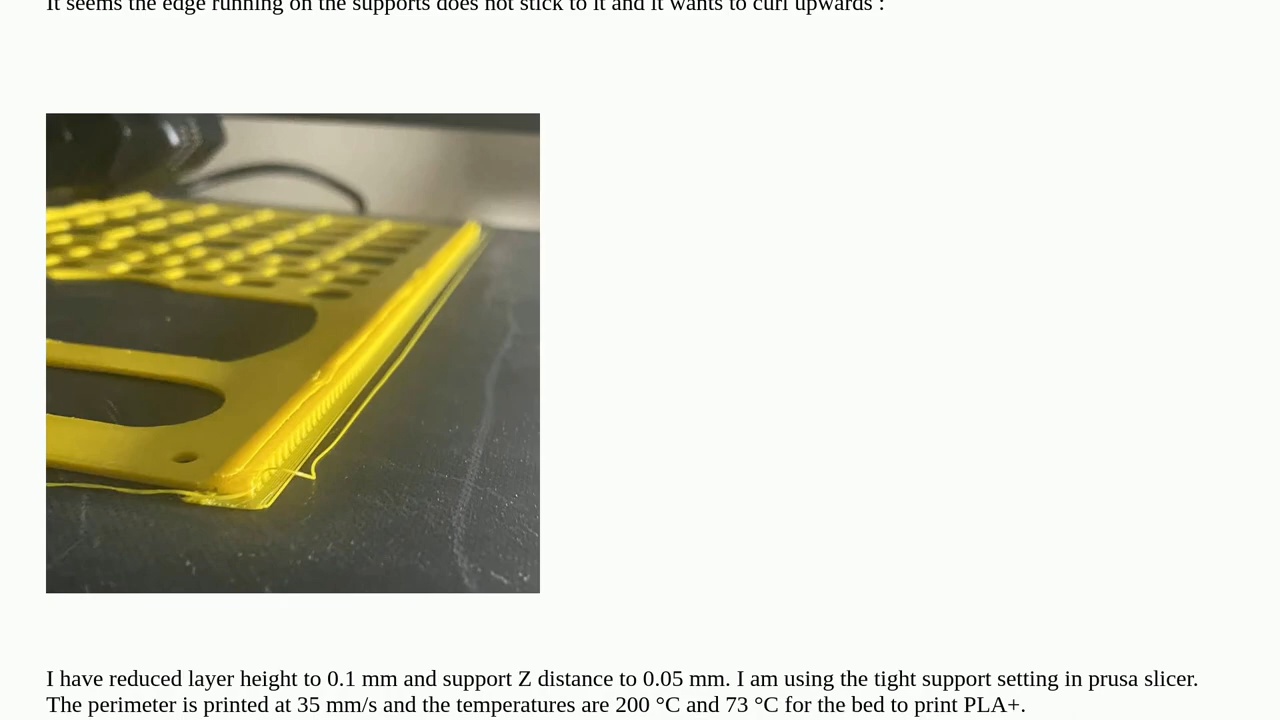 It seems the edge running on the supports does not stick to it and it wants to curl upwards :
I have reduced layer height to 0.1 mm and support Z distance to 0.05 mm. I am using the tight support setting in prusa slicer.
The perimeter is printed at 35 mm/s and the temperatures are 200 °C and 73 °C for the bed to print PLA+.